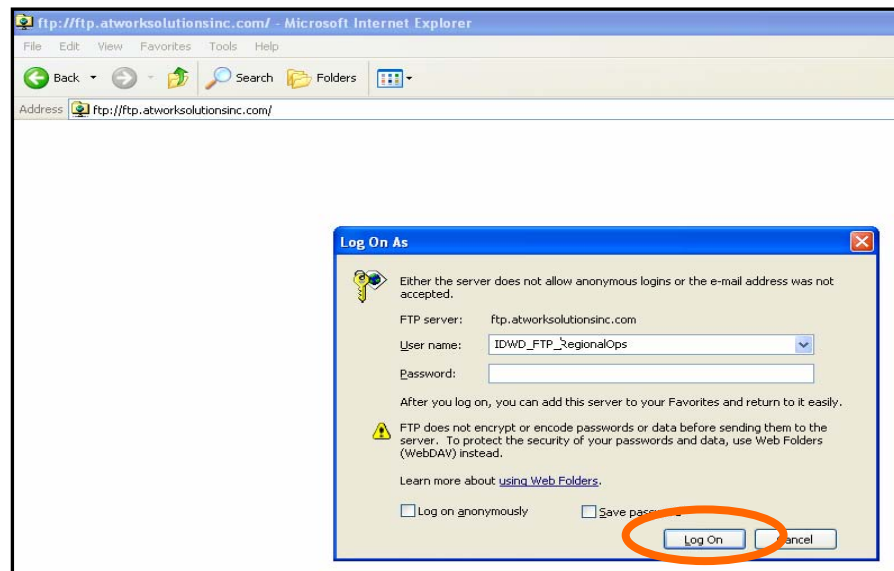 ftp://ftp.atworksolutionsinc.com/ - Microsoft Internet Explorer
File Edit View Favorites Tools Help
Back Search Folders
Address ftp://ftp.atworksolutionsinc.com/
Log On As
Either the server does not allow anonymous logins or the e-mail address was not
accepted.
FTP server: ftp.atworksolutionsinc.com
User name: IDWD_FTP_RegionalOps
Password:
After you log on, you can add this server to your Favorites and return to it easily.
FTP does not encrypt or encode passwords or data before sending them to the
server. To protect the security of your passwords and data, use Web Folders
(WebDAV) instead.
Learn more about using Web Folders.
Log on anonymously Save password
Log On Cancel